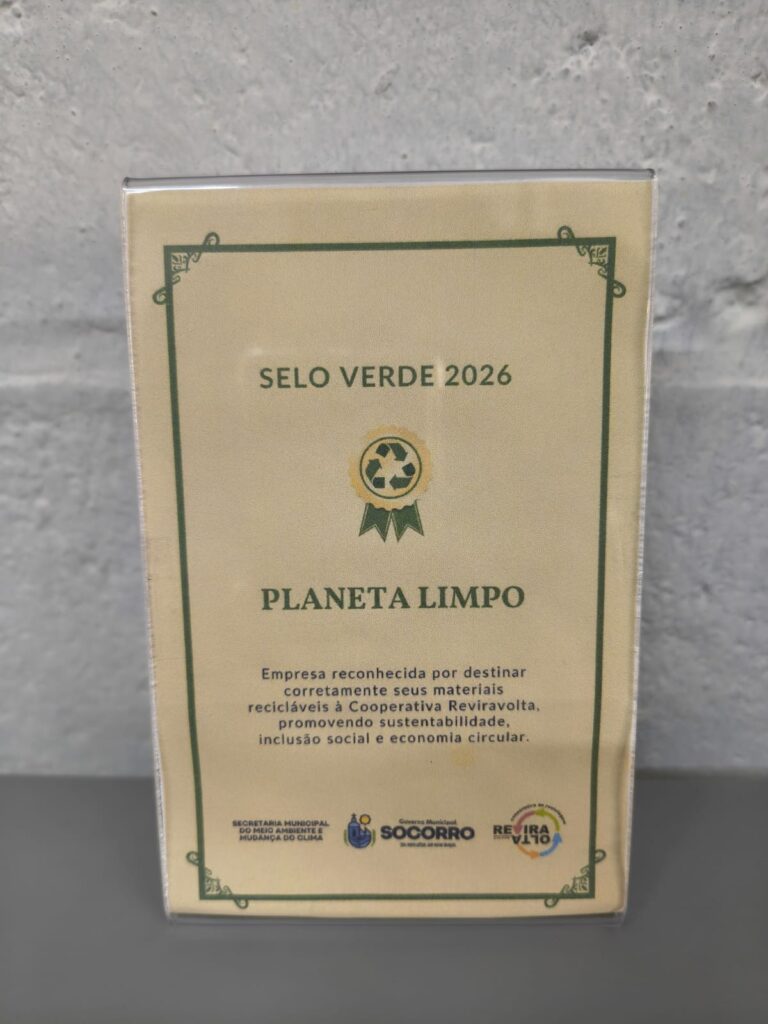 SELO VERDE 2026
PLANETA LIMPO
Empresa reconhecida por destinar
corretamente seus materiais
recicláveis à Cooperativa Reviravolta,
promovendo sustentabilidade,
inclusão social e economia circular.
SECRETARIA MUNICIPAL
DO MEIO AMBIENTE E
MUDANÇA DO CLIMA
Governo Municipal
SOCORRO
REVIRA
VOLTA